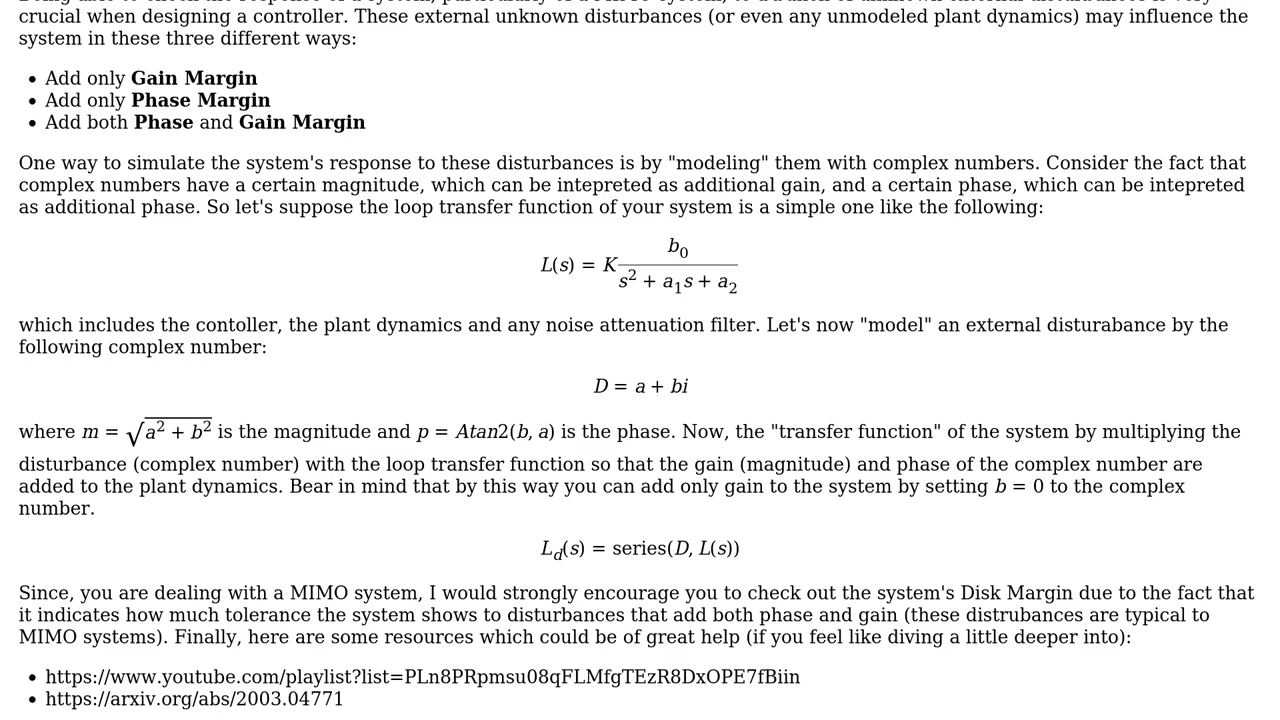 crucial when designing a controller. These external unknown disturbances (or even any unmodeled plant dynamics) may influence the
system in these three different ways:
• Add only Gain Margin
• Add only Phase Margin
• Add both Phase and Gain Margin
One way to simulate the system's response to these disturbances is by "modeling" them with complex numbers. Consider the fact that
complex numbers have a certain magnitude, which can be intepreted as additional gain, and a certain phase, which can be intepreted
as additional phase. So let's suppose the loop transfer function of your system is a simple one like the following:
L(s) = K b₀ / (s² + a₁s + a₂)
which includes the contoller, the plant dynamics and any noise attenuation filter. Let's now "model" an external disturabance by the
following complex number:
D = a + bi
where m = √(a² + b²) is the magnitude and p = Atan2(b, a) is the phase. Now, the "transfer function" of the system by multiplying the
disturbance (complex number) with the loop transfer function so that the gain (magnitude) and phase of the complex number are
added to the plant dynamics. Bear in mind that by this way you can add only gain to the system by setting b = 0 to the complex
number.
L_d(s) = series(D, L(s))
Since, you are dealing with a MIMO system, I would strongly encourage you to check out the system's Disk Margin due to the fact that
it indicates how much tolerance the system shows to disturbances that add both phase and gain (these distrubances are typical to
MIMO systems). Finally, here are some resources which could be of great help (if you feel like diving a little deeper into):
• https://www.youtube.com/playlist?list=PLn8PRpmsu08qFLMfgTEzR8DxOPE7fBiin
• https://arxiv.org/abs/2003.04771